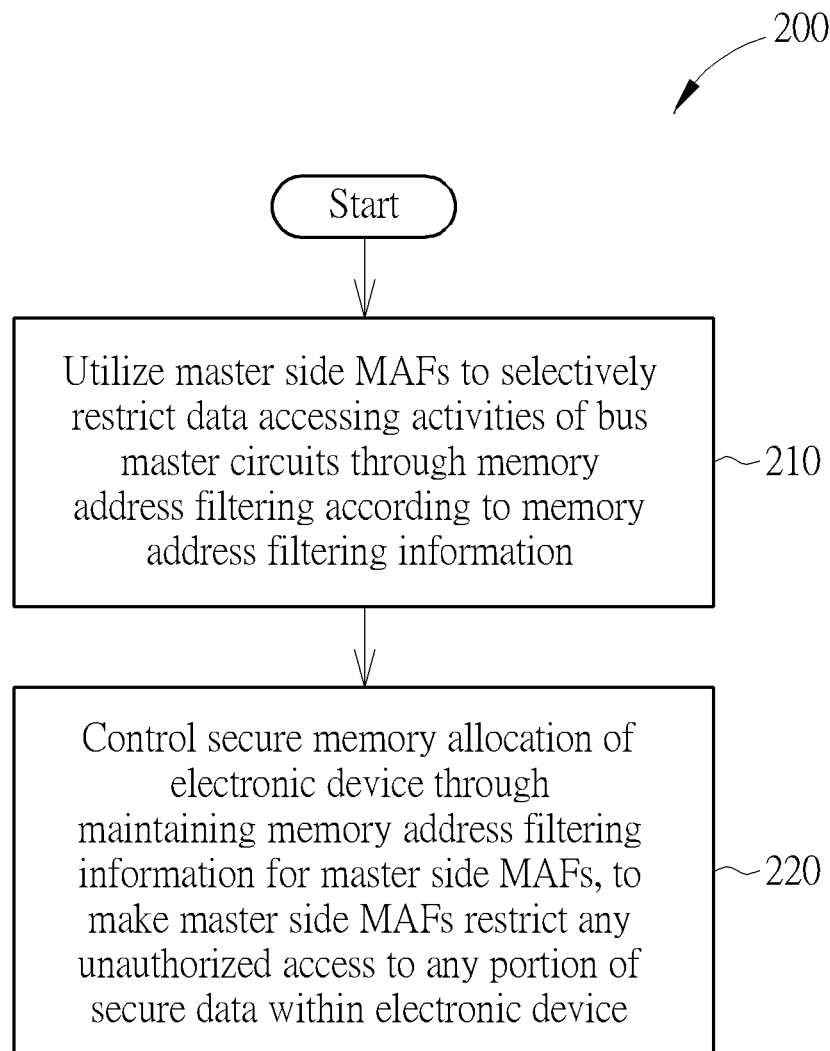 200
Start
Utilize master side MAFs to selectively
restrict data accessing activities of bus
master circuits through memory
address filtering according to memory
address filtering information
210
Control secure memory allocation of
electronic device through
maintaining memory address filtering
information for master side MAFs, to
make master side MAFs restrict any
unauthorized access to any portion of
secure data within electronic device
220